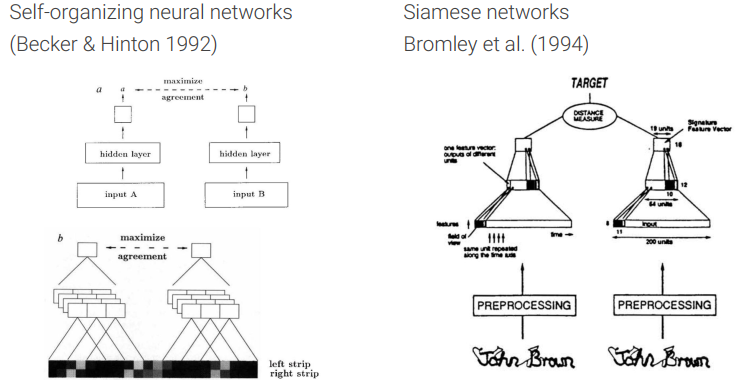 Self-organizing neural networks
(Becker & Hinton 1992)
a
maximize
a
b
agreement
hidden layer
hidden layer
input A
input B
b
maximize
agreement
left strip
right strip
Siamese networks
Bromley et al. (1994)
TARGET
DISTANCE
MEASURE
19 units
Signature
Feature Vector
one feature vector:
outputs of different
units
18
12
10
64 units
features
8
input
11
field of
view
time
200 units
same unit repeated
along the time axis
PREPROCESSING
PREPROCESSING
John Brown
John Brown